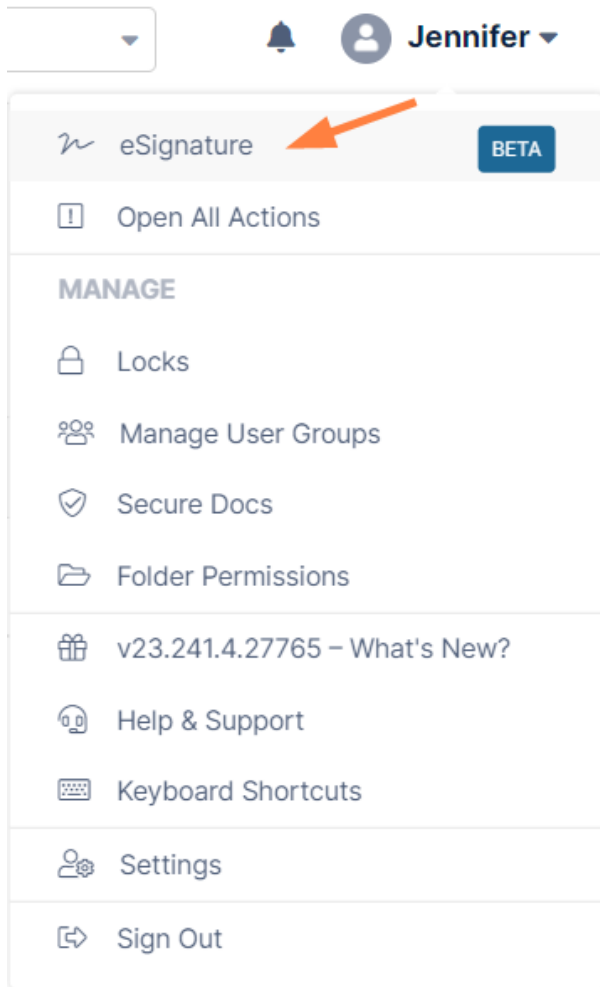 Jennifer
eSignature BETA
Open All Actions
MANAGE
Locks
Manage User Groups
Secure Docs
Folder Permissions
v23.241.4.27765 – What's New?
Help & Support
Keyboard Shortcuts
Settings
Sign Out